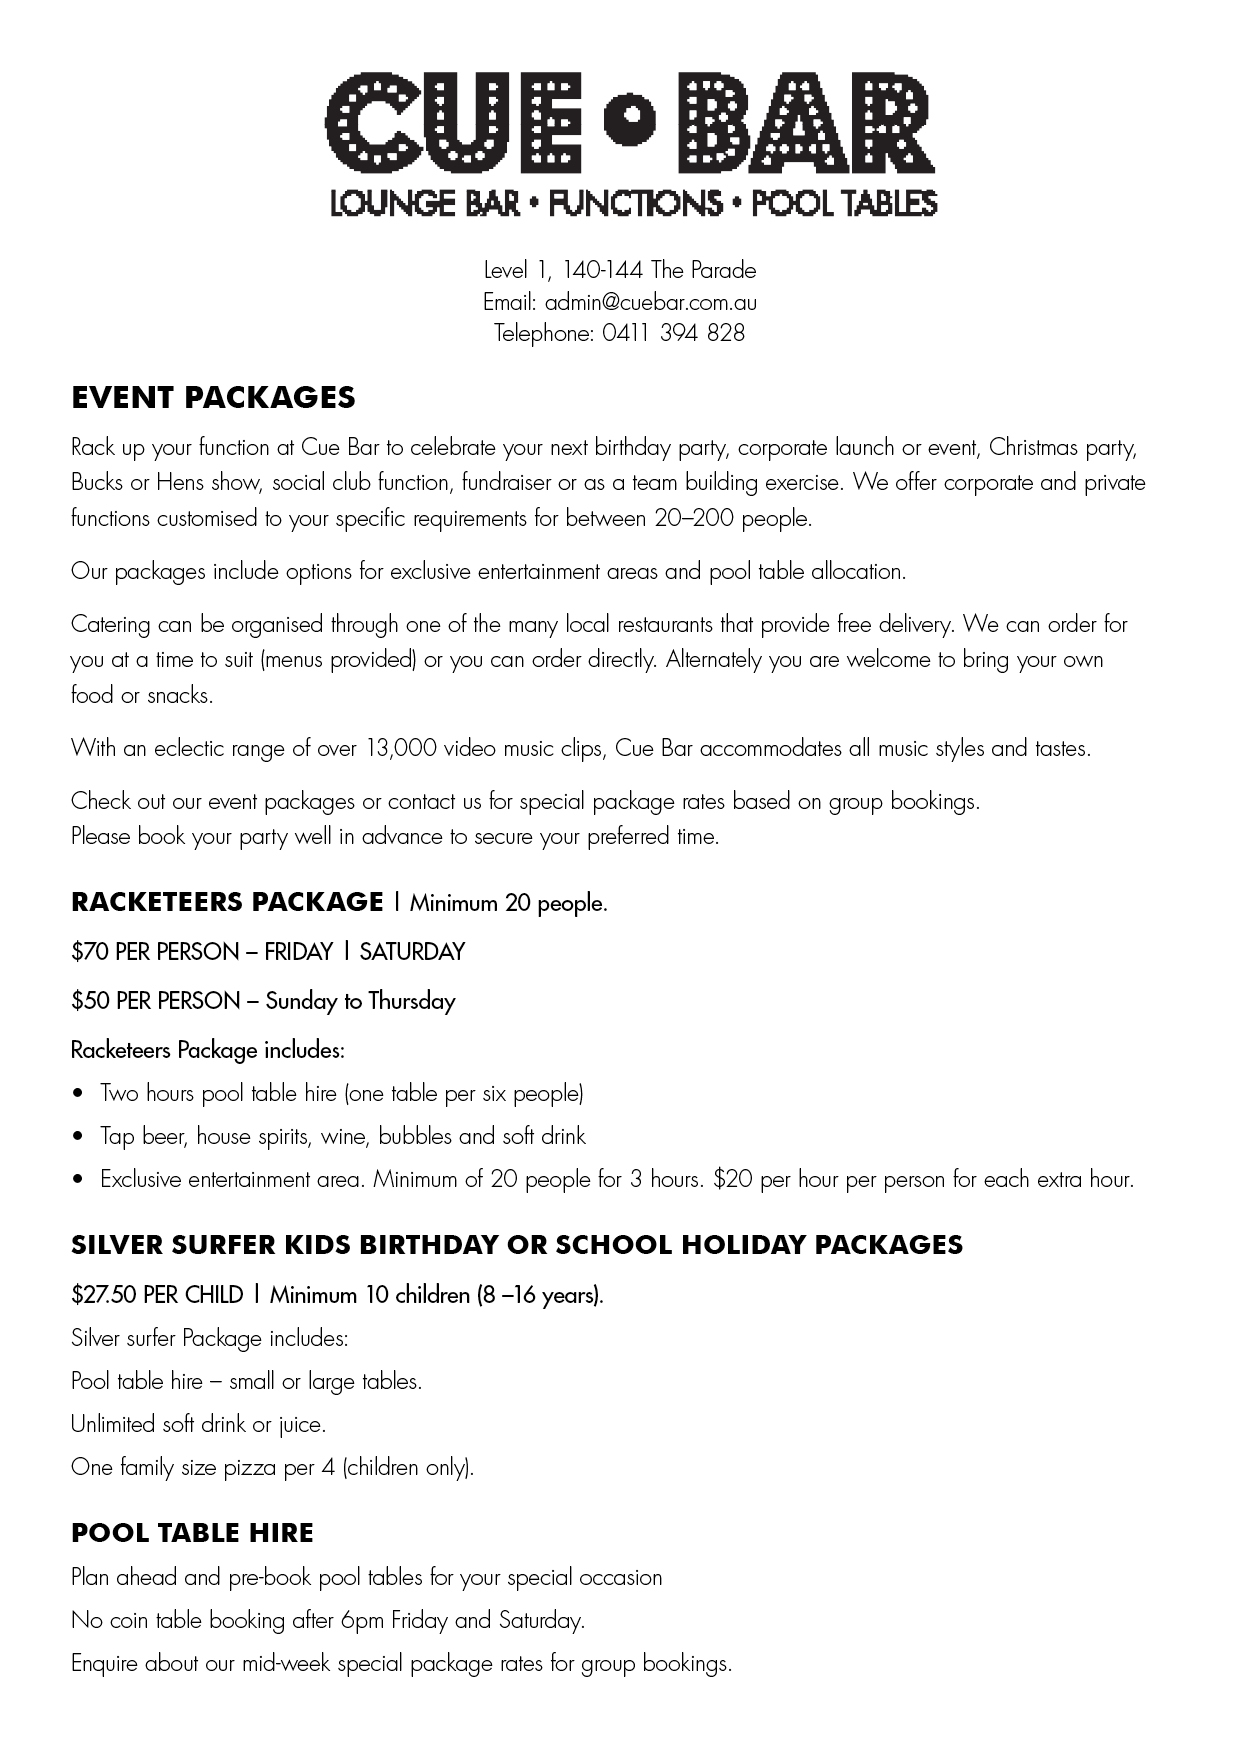 CUE • BAR
LOUNGE BAR • FUNCTIONS • POOL TABLES
Level 1, 140-144 The Parade
Email: admin@cuebar.com.au
Telephone: 0411 394 828
EVENT PACKAGES
Rack up your function at Cue Bar to celebrate your next birthday party, corporate launch or event, Christmas party,
Bucks or Hens show, social club function, fundraiser or as a team building exercise. We offer corporate and private
functions customised to your specific requirements for between 20–200 people.
Our packages include options for exclusive entertainment areas and pool table allocation.
Catering can be organised through one of the many local restaurants that provide free delivery. We can order for
you at a time to suit (menus provided) or you can order directly. Alternately you are welcome to bring your own
food or snacks.
With an eclectic range of over 13,000 video music clips, Cue Bar accommodates all music styles and tastes.
Check out our event packages or contact us for special package rates based on group bookings.
Please book your party well in advance to secure your preferred time.
RACKETEERS PACKAGE | Minimum 20 people.
$70 PER PERSON – FRIDAY | SATURDAY
$50 PER PERSON – Sunday to Thursday
Racketeers Package includes:
• Two hours pool table hire (one table per six people)
• Tap beer, house spirits, wine, bubbles and soft drink
• Exclusive entertainment area. Minimum of 20 people for 3 hours. $20 per hour per person for each extra hour.
SILVER SURFER KIDS BIRTHDAY OR SCHOOL HOLIDAY PACKAGES
$27.50 PER CHILD | Minimum 10 children (8 –16 years).
Silver surfer Package includes:
Pool table hire – small or large tables.
Unlimited soft drink or juice.
One family size pizza per 4 (children only).
POOL TABLE HIRE
Plan ahead and pre-book pool tables for your special occasion
No coin table booking after 6pm Friday and Saturday.
Enquire about our mid-week special package rates for group bookings.